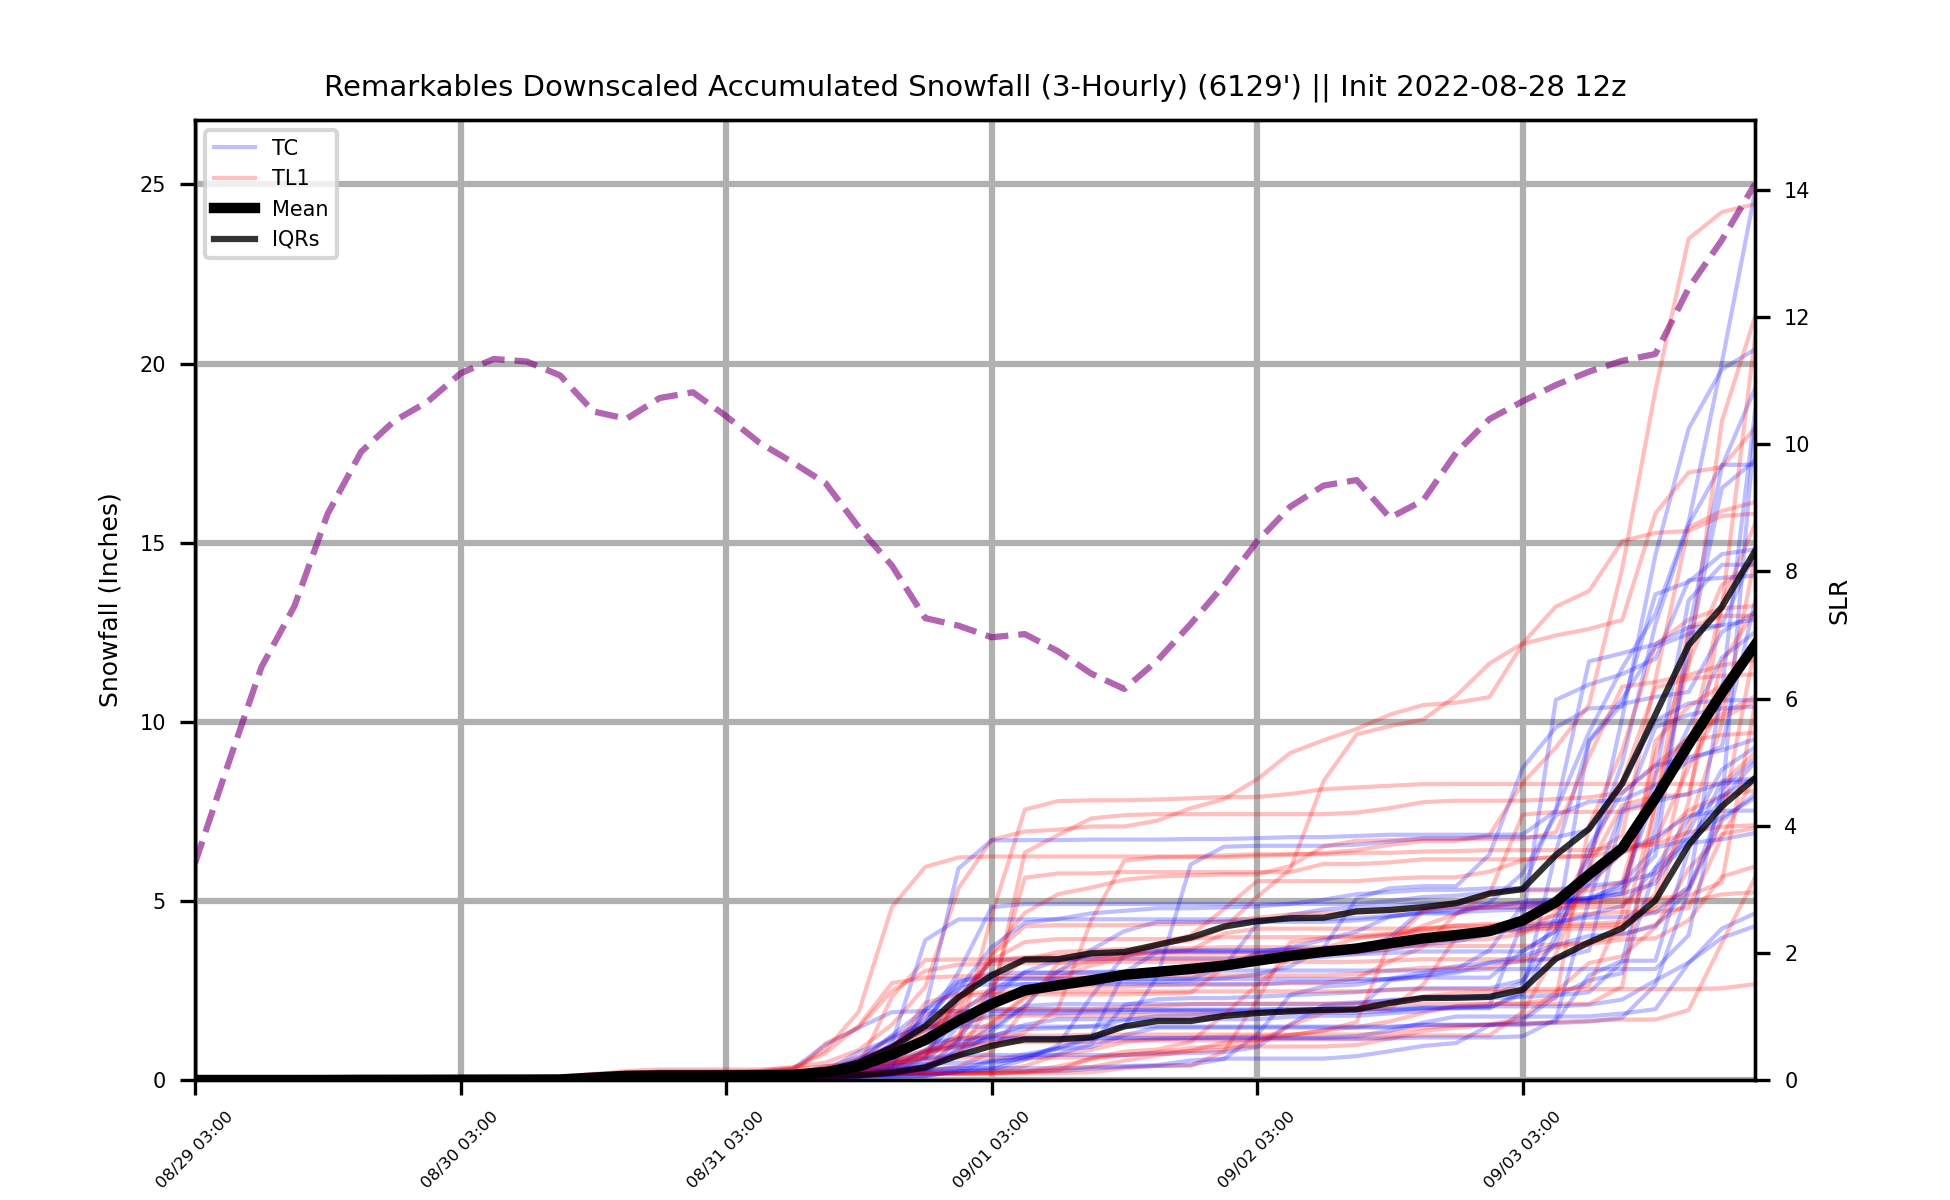 Remarkables Downscaled Accumulated Snowfall (3-Hourly) (6129') || Init 2022-08-28 12z
TC
TL1
Mean
IQRs
25
20
15
10
5
0
Snowfall (Inches)
14
12
10
8
6
4
2
0
SLR
08/29 03:00
08/30 03:00
08/31 03:00
09/01 03:00
09/02 03:00
09/03 03:00